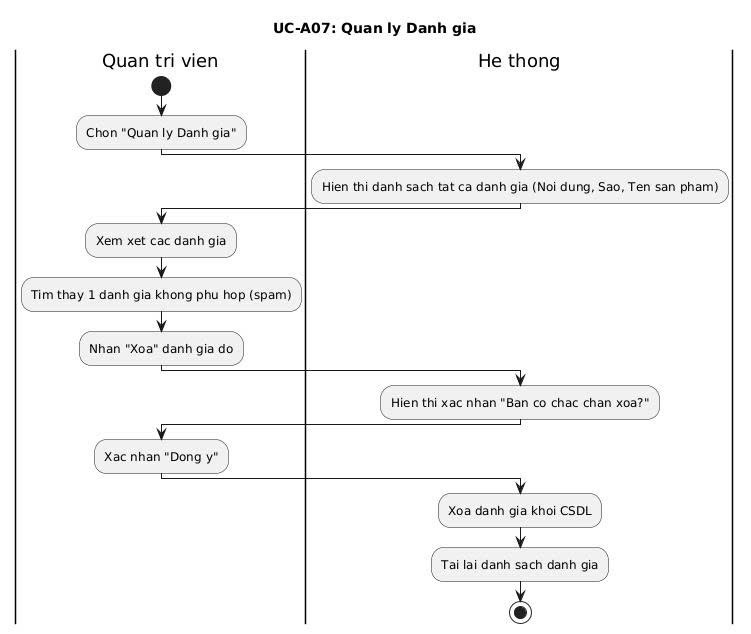 UC-A07: Quan ly Danh gia
Quan tri vien
He thong
Chon "Quan ly Danh gia"
Hien thi danh sach tat ca danh gia (Noi dung, Sao, Ten san pham)
Xem xet cac danh gia
Tim thay 1 danh gia khong phu hop (spam)
Nhan "Xoa" danh gia do
Hien thi xac nhan "Ban co chac chan xoa?"
Xac nhan "Dong y"
Xoa danh gia khoi CSDL
Tai lai danh sach danh gia